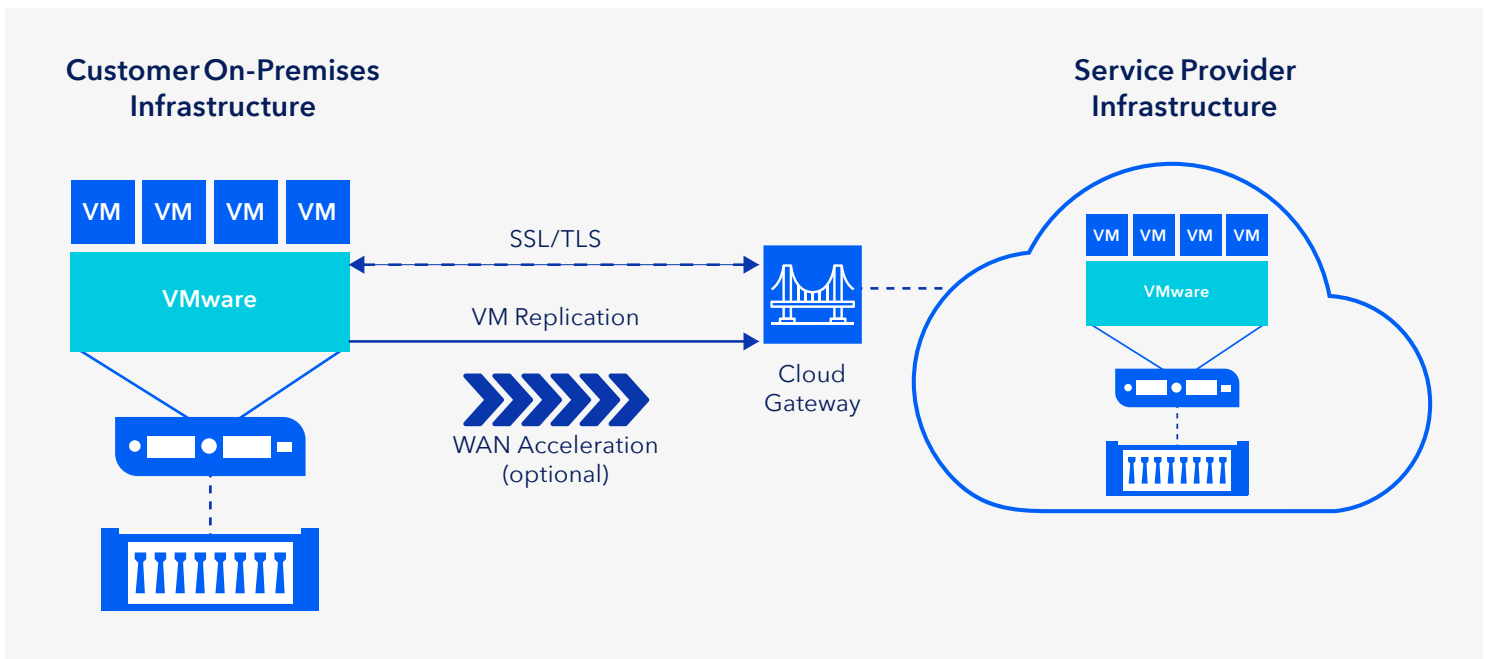 Customer On-Premises
Infrastructure
VM VM VM VM
VMware
SSL/TLS
VM Replication
WAN Acceleration
(optional)
Cloud
Gateway
Service Provider
Infrastructure
VM VM VM VM
VMware